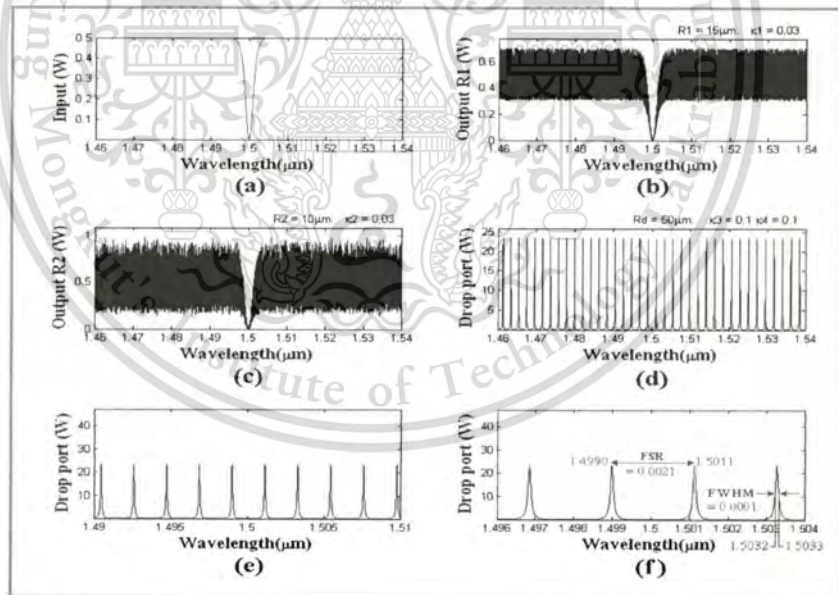 Input (W)
0.5
0.4
0.3
0.2
0.1
1.46 1.47 1.48 1.49 1.5 1.51 1.52 1.53 1.54
Wavelength(μm)
(a)
R1 = 15μm. κ1 = 0.03
Output R1 (W)
0.6
0.4
0.2
0
1.46 1.47 1.48 1.49 1.5 1.51 1.52 1.53 1.54
Wavelength(μm)
(b)
R2 = 10μm. κ2 = 0.03
Output R2 (W)
1
0.5
0
1.46 1.47 1.48 1.49 1.5 1.51 1.52 1.53 1.54
Wavelength(μm)
(c)
Rd = 50μm. κ3 = 0.1 κ4 = 0.1
Drop port (W)
25
20
15
10
5
0
1.46 1.47 1.48 1.49 1.5 1.51 1.52 1.53 1.54
Wavelength(μm)
(d)
Drop port (W)
40
30
20
10
1.49 1.495 1.5 1.505 1.51
Wavelength(μm)
(e)
Drop port (W)
40
30
20
10
1.4990 FSR 1.5011
= 0.0021
FWHM
= 0.0001
1.496 1.497 1.498 1.499 1.5 1.501 1.502 1.503 1.504
Wavelength(μm)
1.5032 1.5033
(f)
King Mongkut's Institute of Technology Ladkrabang